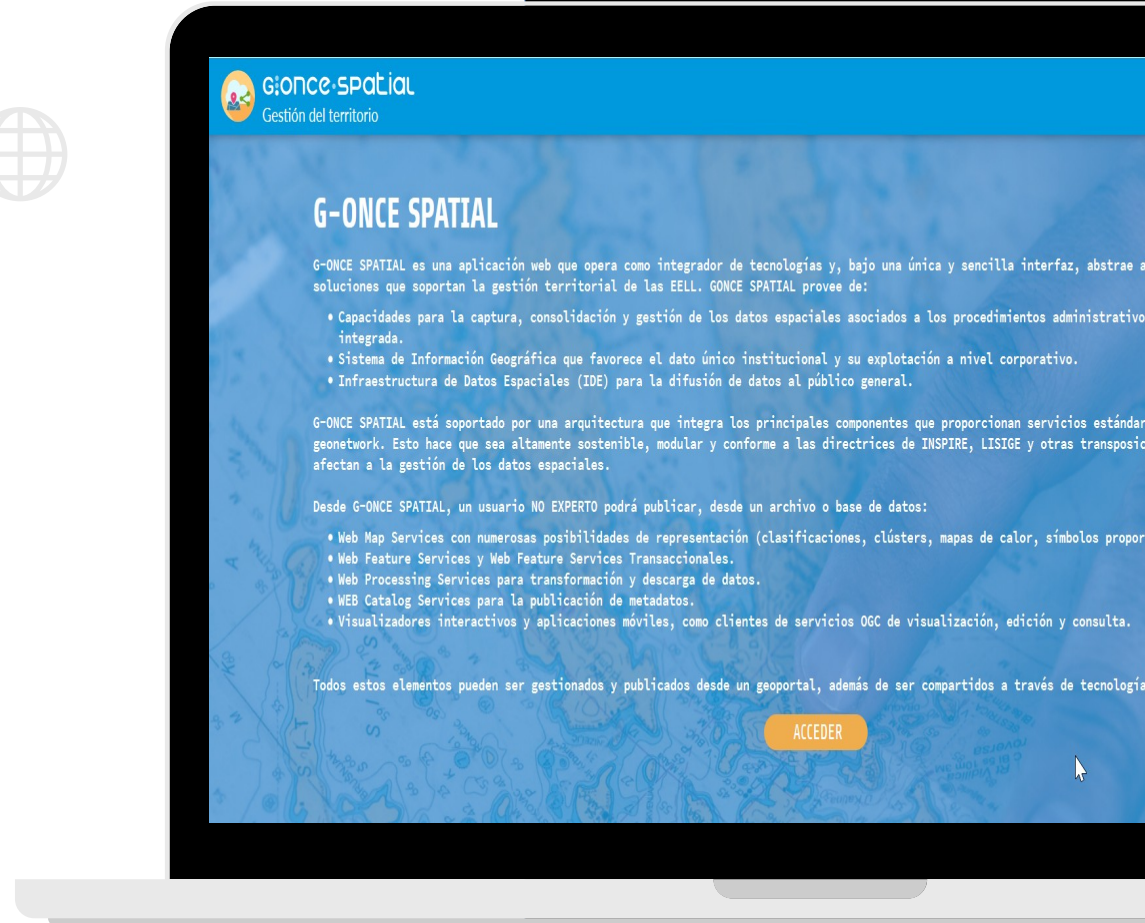 G:once·spatial
Gestión del territorio
G-ONCE SPATIAL
G-ONCE SPATIAL es una aplicación web que opera como integrador de tecnologías y, bajo una única y sencilla interfaz, abstrae a
soluciones que soportan la gestión territorial de las EELL. GONCE SPATIAL provee de:
• Capacidades para la captura, consolidación y gestión de los datos espaciales asociados a los procedimientos administrativo
integrada.
• Sistema de Información Geográfica que favorece el dato único institucional y su explotación a nivel corporativo.
• Infraestructura de Datos Espaciales (IDE) para la difusión de datos al público general.
G-ONCE SPATIAL está soportado por una arquitectura que integra los principales componentes que proporcionan servicios estándar
geonetwork. Esto hace que sea altamente sostenible, modular y conforme a las directrices de INSPIRE, LISIGE y otras transposic
afectan a la gestión de los datos espaciales.
Desde G-ONCE SPATIAL, un usuario NO EXPERTO podrá publicar, desde un archivo o base de datos:
• Web Map Services con numerosas posibilidades de representación (clasificaciones, clústers, mapas de calor, símbolos propor
• Web Feature Services y Web Feature Services Transaccionales.
• Web Processing Services para transformación y descarga de datos.
• WEB Catalog Services para la publicación de metadatos.
• Visualizadores interactivos y aplicaciones móviles, como clientes de servicios OGC de visualización, edición y consulta.
Todos estos elementos pueden ser gestionados y publicados desde un geoportal, además de ser compartidos a través de tecnología
ACCEDER